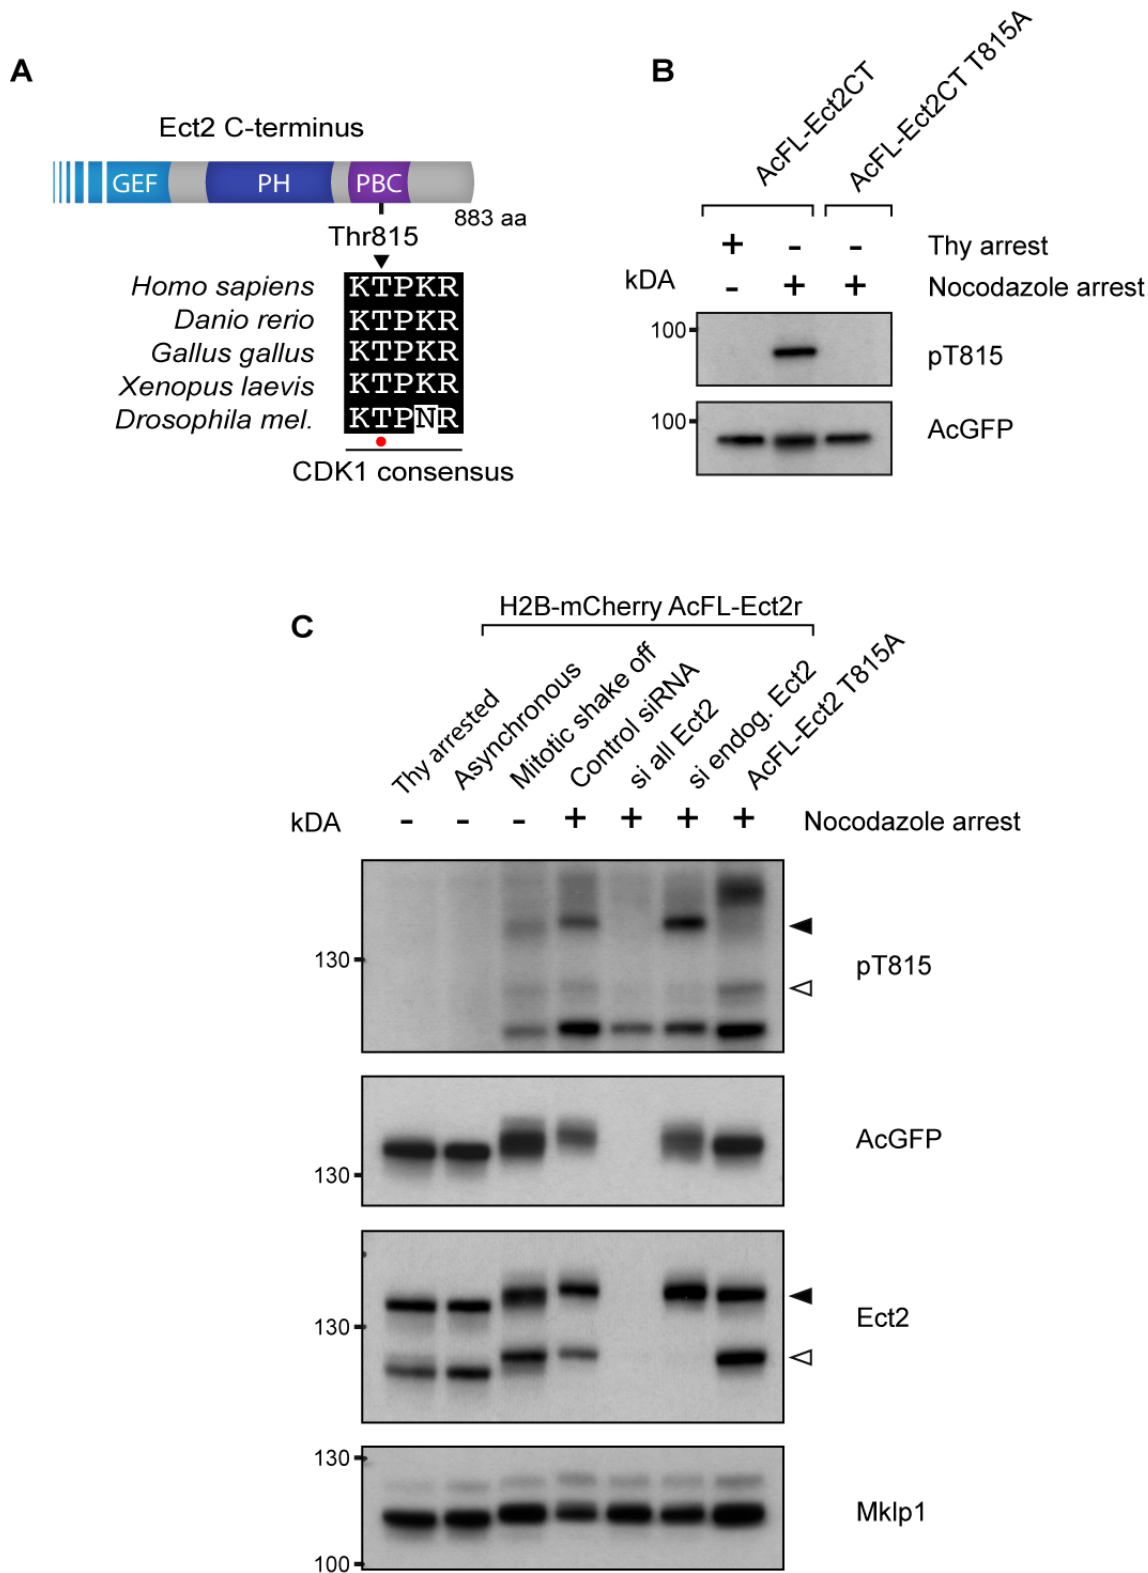 A
Ect2 C-terminus
GEF PH PBC
883 aa
Thr815
Homo sapiens KTPKR
Danio rerio KTPKR
Gallus gallus KTPKR
Xenopus laevis KTPKR
Drosophila mel. KTPNR
CDK1 consensus
B
AcFL-Ect2CT
AcFL-Ect2CT T815A
+ - - Thy arrest
kDA - + + Nocodazole arrest
100 pT815
100 AcGFP
C
H2B-mCherry AcFL-Ect2r
Thy arrested
Asynchronous
Mitotic shake off
Control siRNA
si all Ect2
si endog. Ect2
AcFL-Ect2 T815A
kDA - - - + + + + Nocodazole arrest
130 pT815
130 AcGFP
130 Ect2
130
Mklp1
100